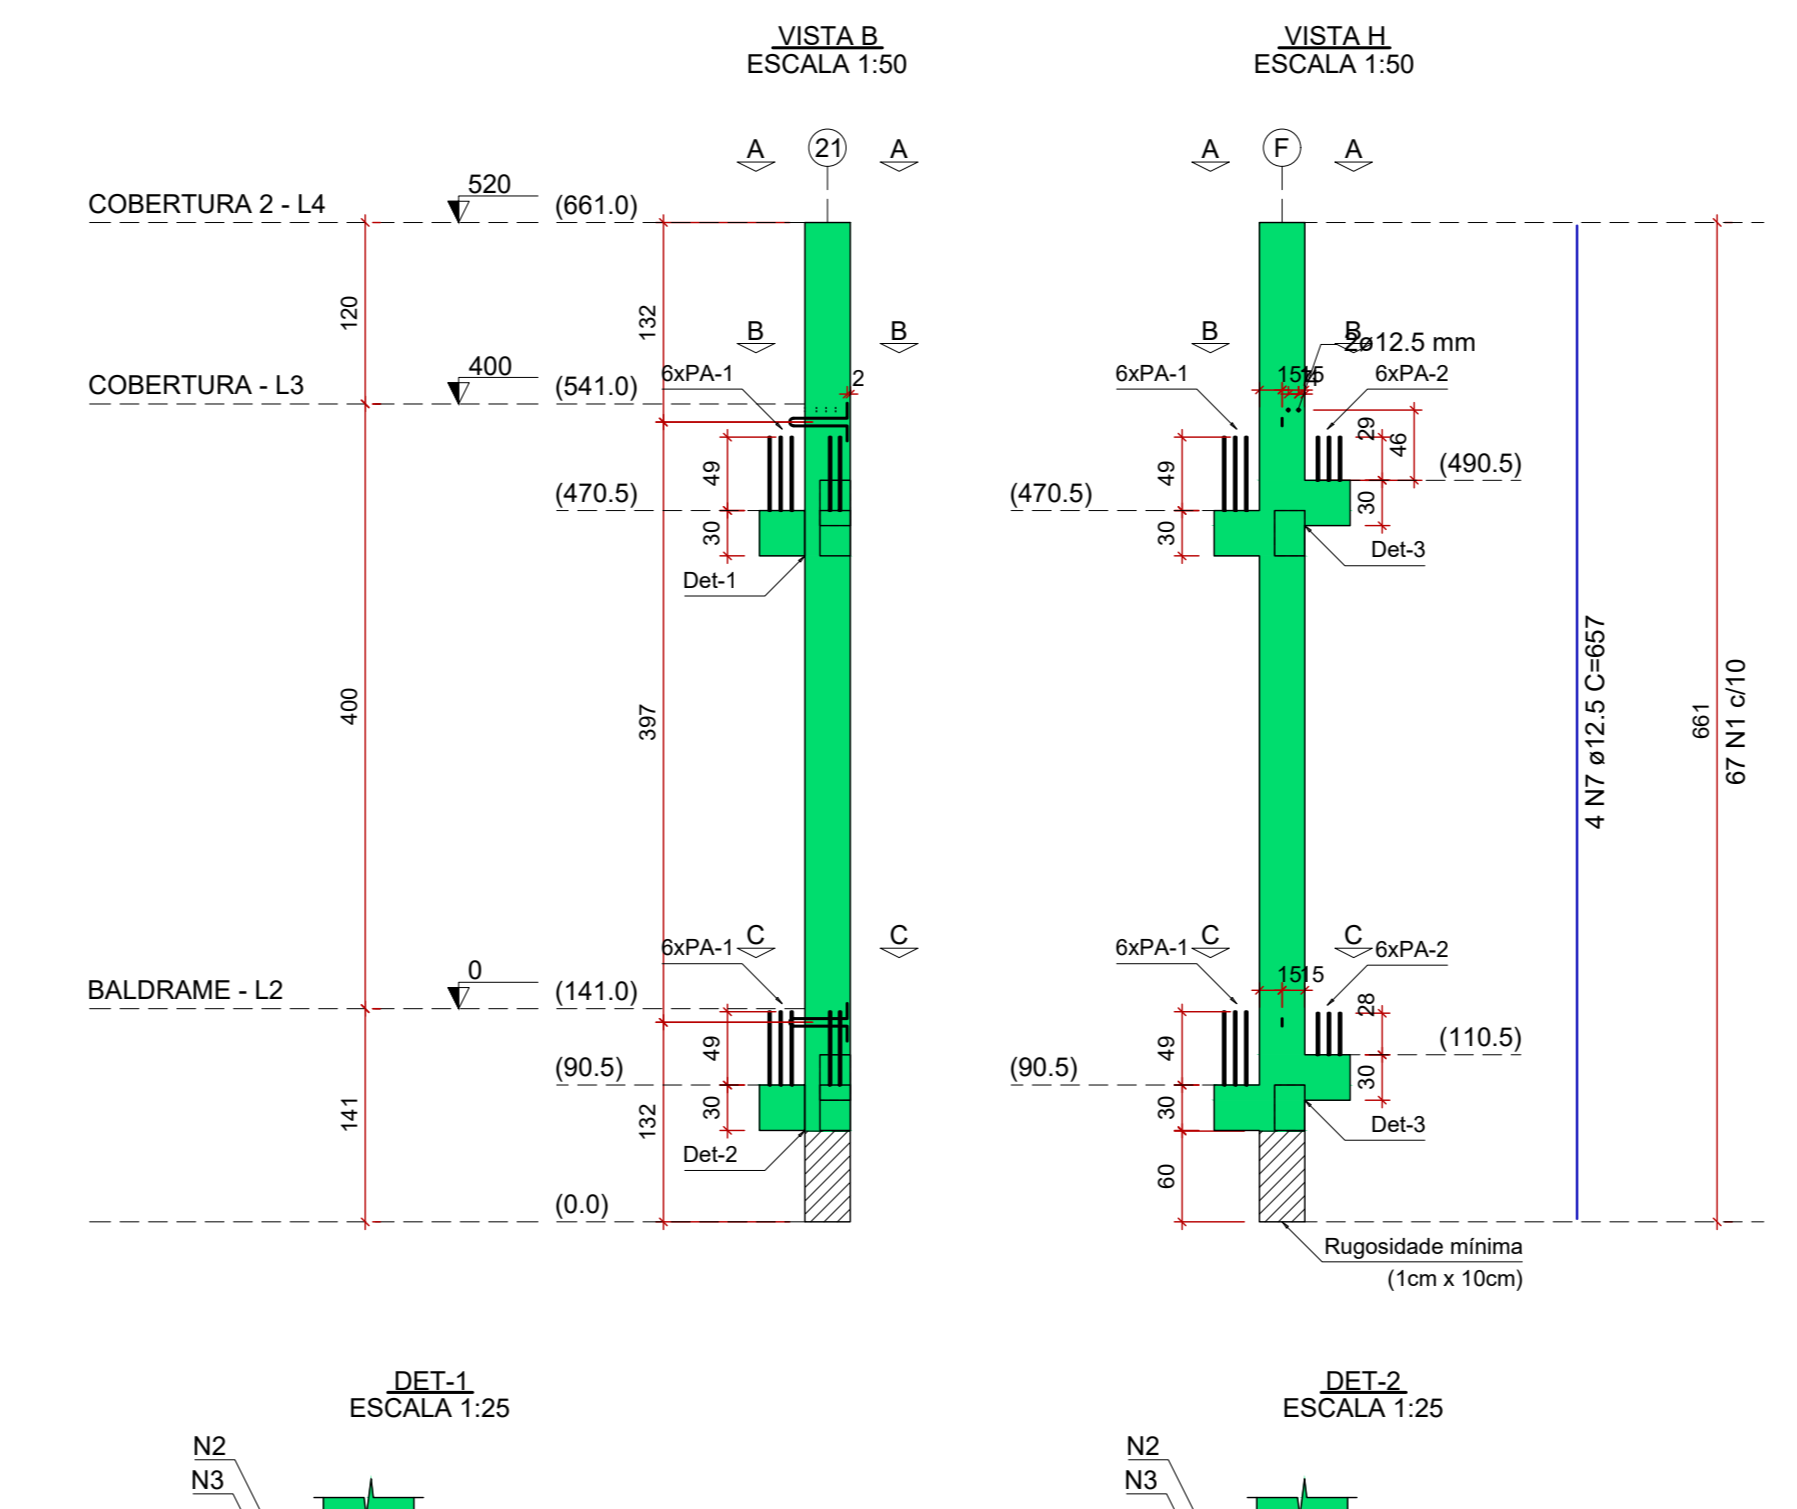 VISTA B
ESCALA 1:50
VISTA H
ESCALA 1:50
A
21
A
A
F
A
COBERTURA 2 - L4
520
(661.0)
120
132
B
B
B
B
2ø12.5 mm
COBERTURA - L3
400
(541.0)
6xPA-1
2
6xPA-1
15
15
4
6xPA-2
49
29
46
49
(490.5)
(470.5)
(470.5)
30
30
30
Det-1
Det-3
400
397
4 N7 ø12.5 C=657
661
67 N1 c/10
6xPA-1
C
C
6xPA-1
C
C
6xPA-2
BALDRAME - L2
0
(141.0)
15
15
28
49
49
(110.5)
(90.5)
(90.5)
30
30
30
141
132
Det-2
Det-3
60
(0.0)
Rugosidade mínima
(1cm x 10cm)
DET-1
ESCALA 1:25
DET-2
ESCALA 1:25
N2
N3
N2
N3